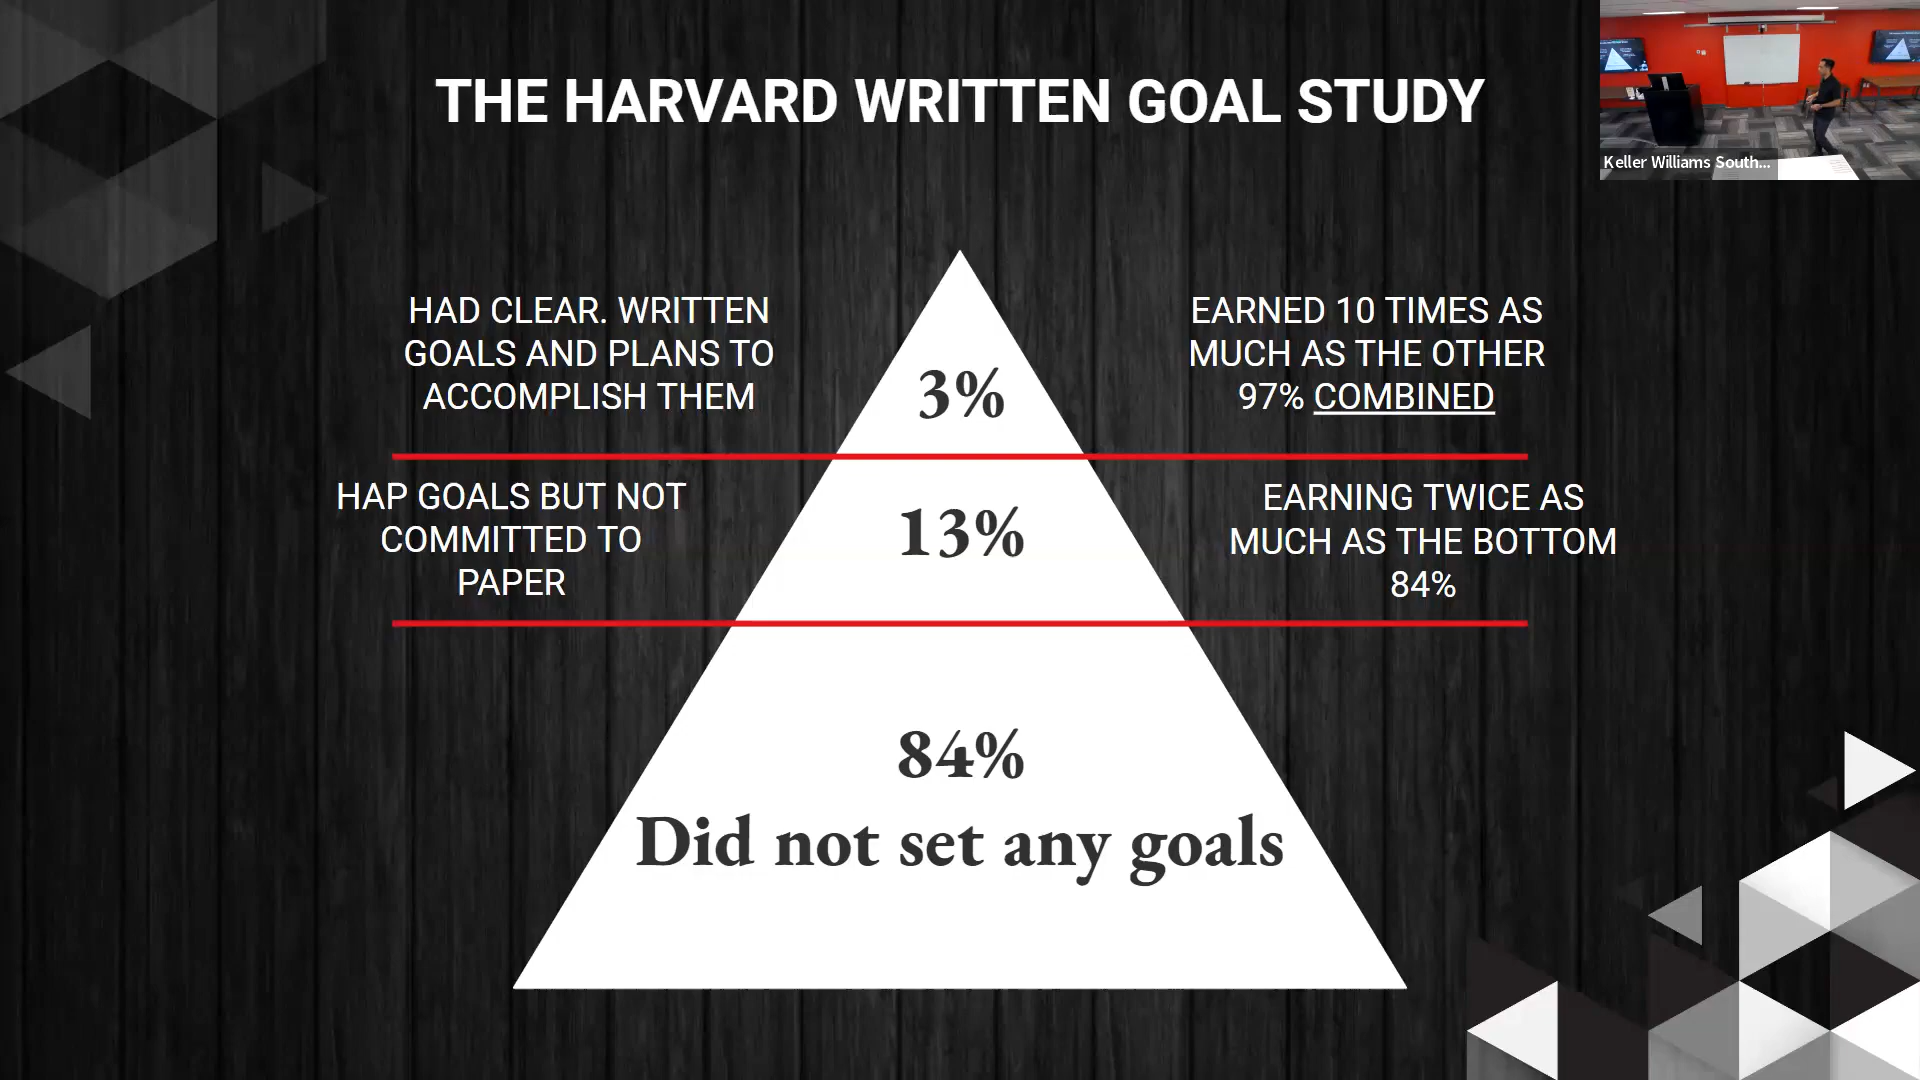 THE HARVARD WRITTEN GOAL STUDY
Keller Williams South...
HAD CLEAR. WRITTEN
GOALS AND PLANS TO
ACCOMPLISH THEM
3%
EARNED 10 TIMES AS
MUCH AS THE OTHER
97% COMBINED
HAP GOALS BUT NOT
COMMITTED TO
PAPER
13%
EARNING TWICE AS
MUCH AS THE BOTTOM
84%
84%
Did not set any goals